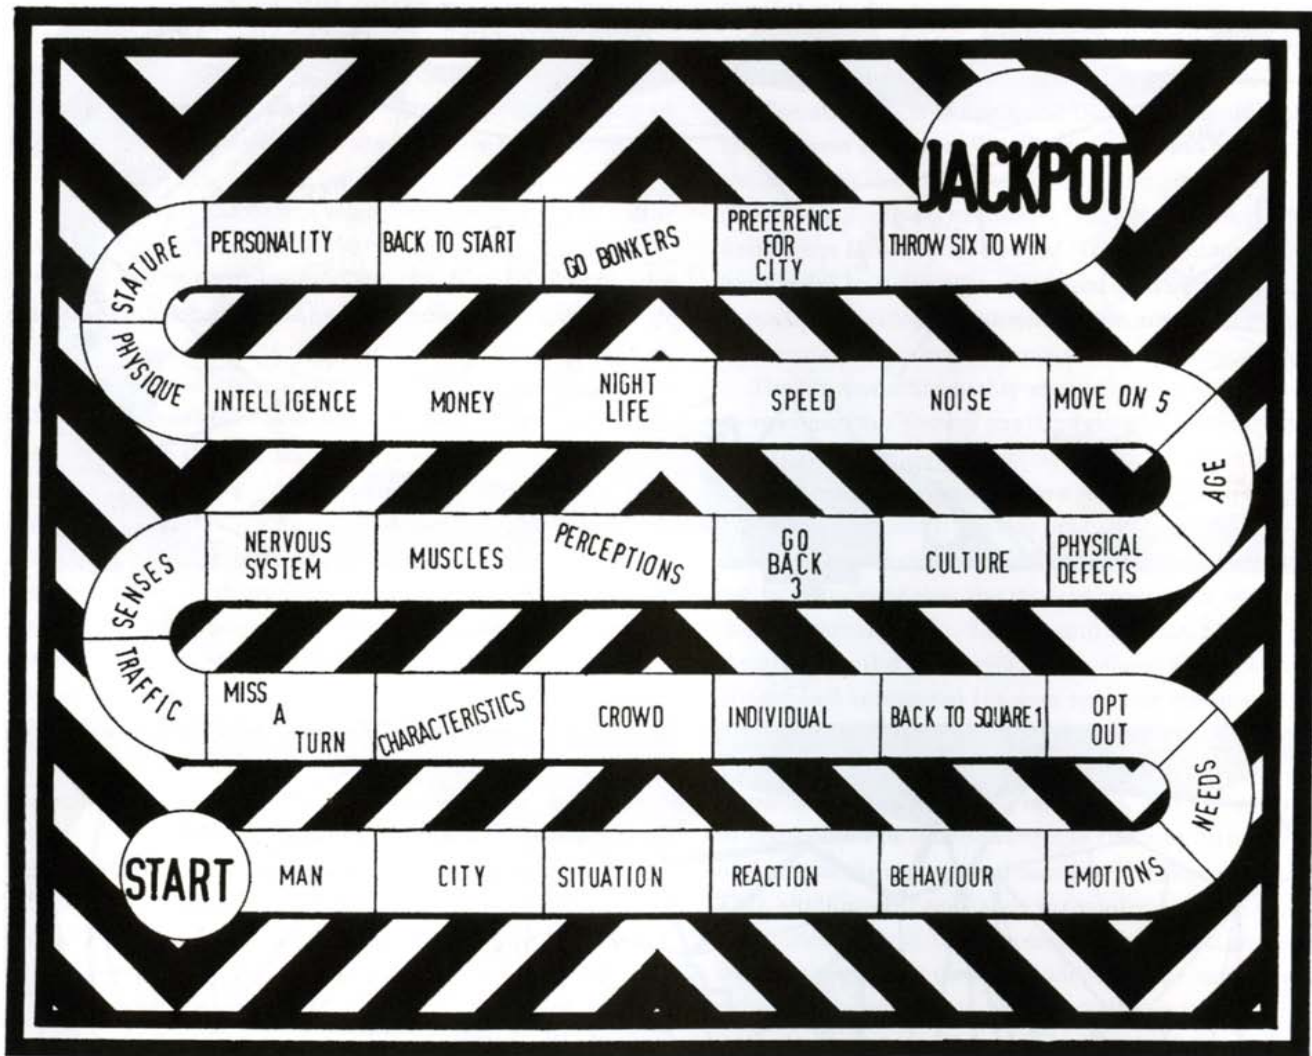 JACKPOT
STATURE
PERSONALITY
BACK TO START
GO BONKERS
PREFERENCE
FOR
CITY
THROW SIX TO WIN
PHYSIQUE
INTELLIGENCE
MONEY
NIGHT
LIFE
SPEED
NOISE
MOVE ON 5
AGE
SENSES
NERVOUS
SYSTEM
MUSCLES
PERCEPTIONS
GO
BACK
3
CULTURE
PHYSICAL
DEFECTS
TRAFFIC
MISS
A
TURN
CHARACTERISTICS
CROWD
INDIVIDUAL
BACK TO SQUARE 1
OPT
OUT
NEEDS
START
MAN
CITY
SITUATION
REACTION
BEHAVIOUR
EMOTIONS